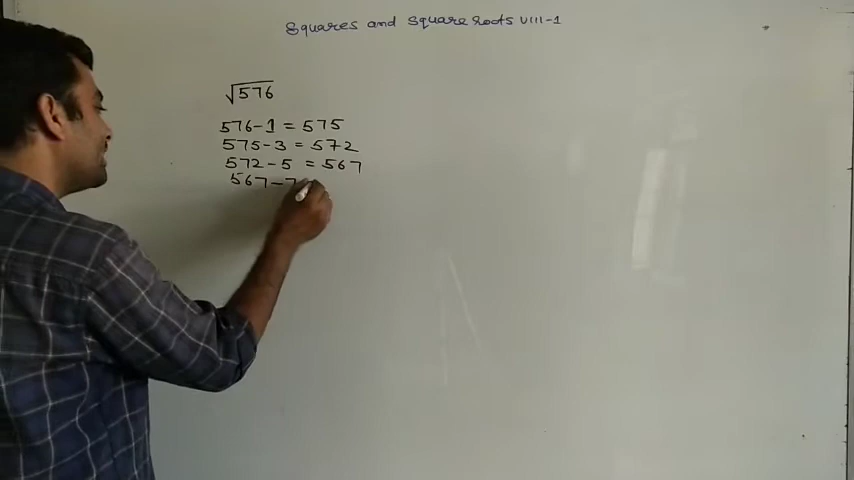 Squares and square roots VIII-1
√576
576-1 = 575
575-3 = 572
572-5 = 567
567-7